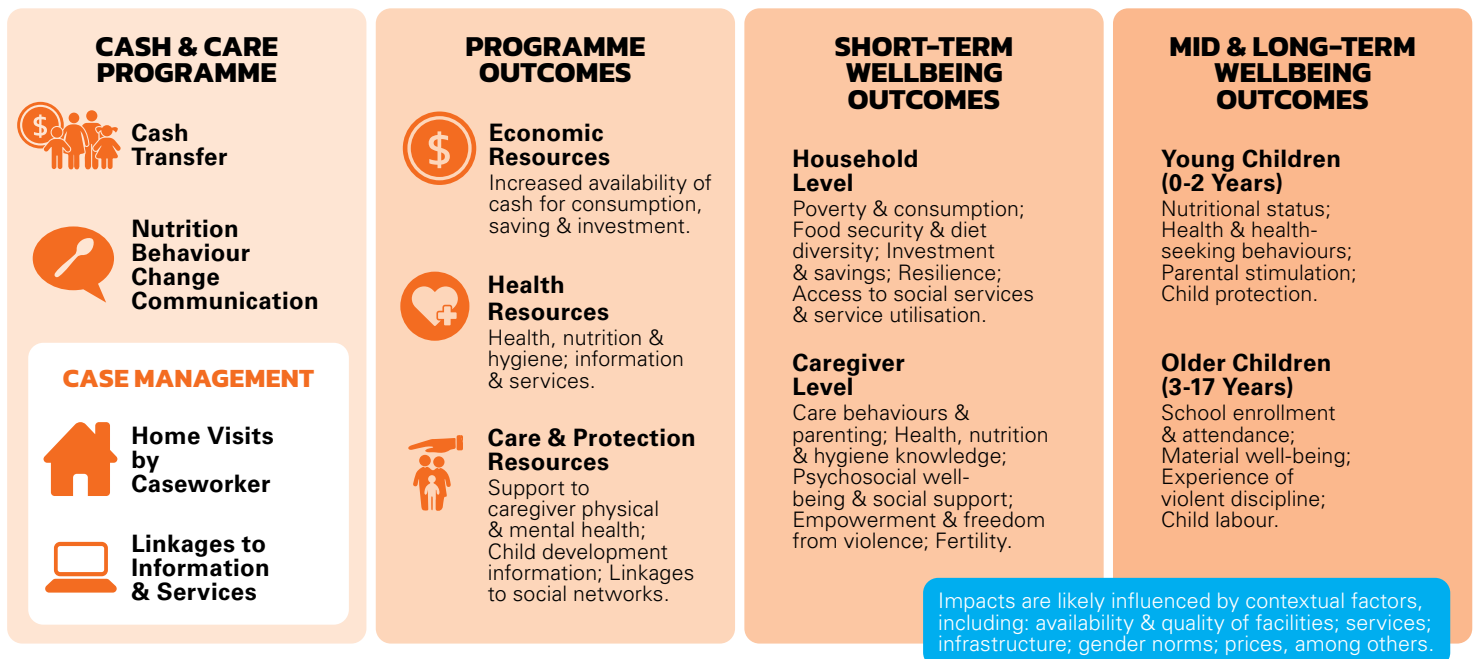 CASH & CARE
PROGRAMME
$
Cash
Transfer
Nutrition
Behaviour
Change
Communication
CASE MANAGEMENT
Home Visits
by
Caseworker
Linkages to
Information
& Services
PROGRAMME
OUTCOMES
$
Economic
Resources
Increased availability of
cash for consumption,
saving & investment.
Health
Resources
Health, nutrition &
hygiene; information
& services.
Care & Protection
Resources
Support to
caregiver physical
& mental health;
Child development
information; Linkages
to social networks.
SHORT-TERM
WELLBEING
OUTCOMES
Household
Level
Poverty & consumption;
Food security & diet
diversity; Investment
& savings; Resilience;
Access to social services
& service utilisation.
Caregiver
Level
Care behaviours &
parenting; Health, nutrition
& hygiene knowledge;
Psychosocial well-
being & social support;
Empowerment & freedom
from violence; Fertility.
MID & LONG-TERM
WELLBEING
OUTCOMES
Young Children
(0-2 Years)
Nutritional status;
Health & health-
seeking behaviours;
Parental stimulation;
Child protection.
Older Children
(3-17 Years)
School enrollment
& attendance;
Material well-being;
Experience of
violent discipline;
Child labour.
Impacts are likely influenced by contextual factors,
including: availability & quality of facilities; services;
infrastructure; gender norms; prices, among others.